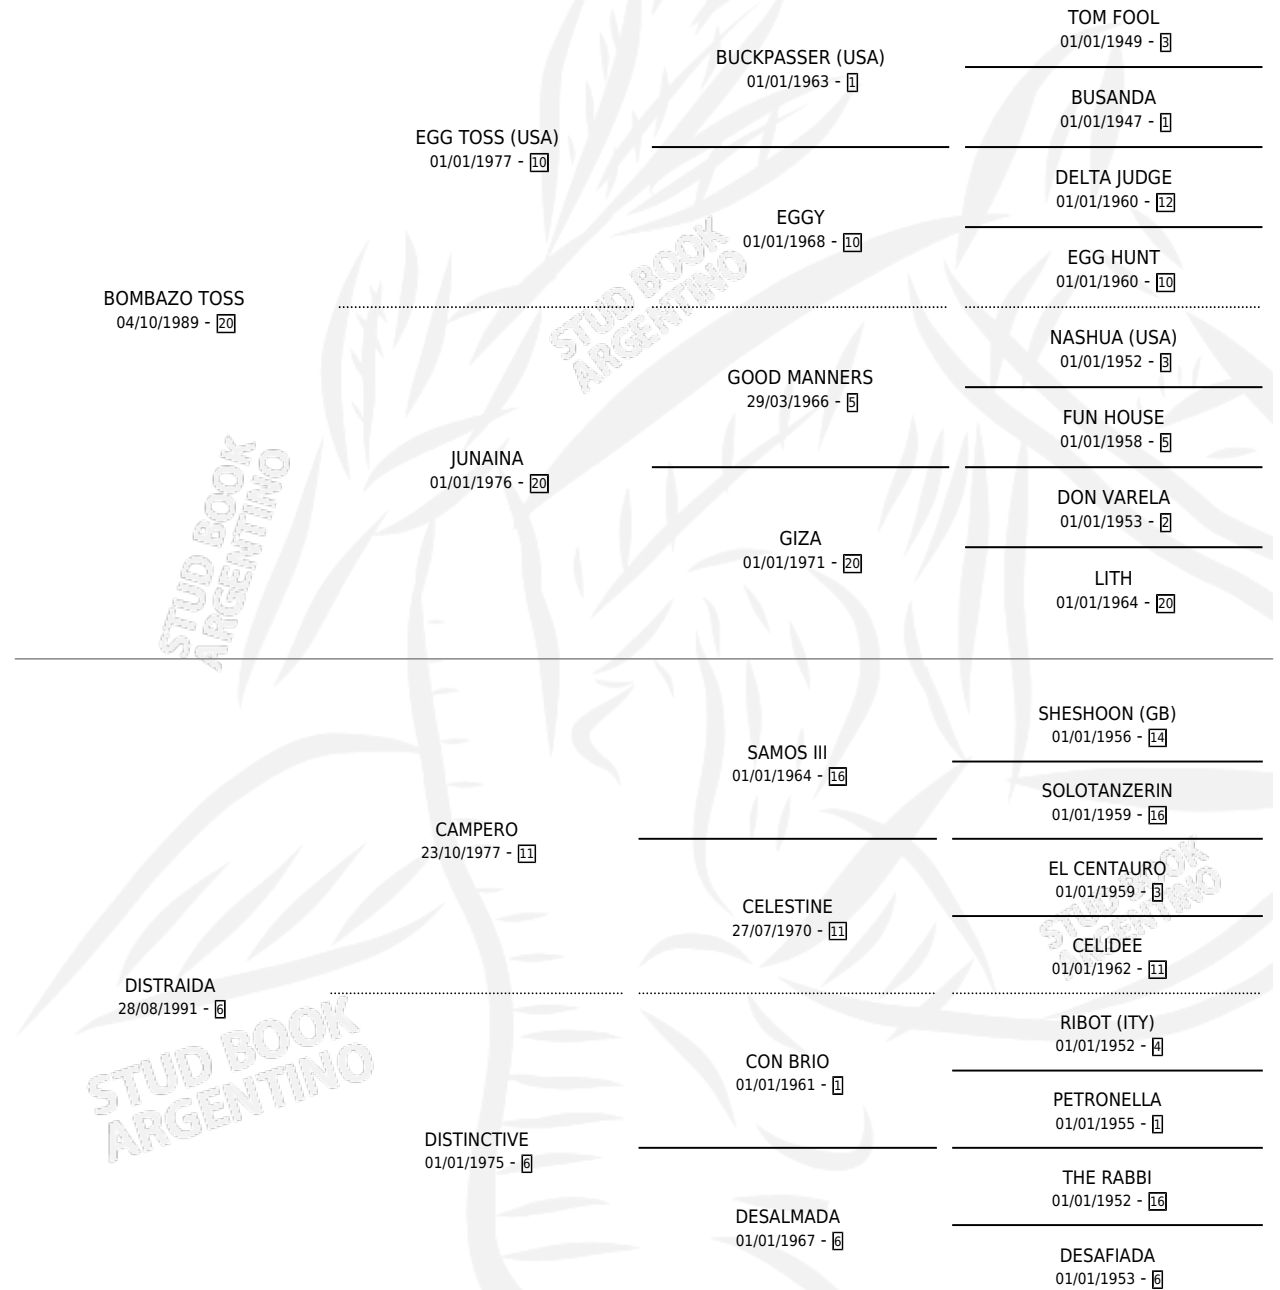 TOM FOOL
01/01/1949 - 3
BUCKPASSER (USA)
01/01/1963 - 1
BUSANDA
01/01/1947 - 1
EGG TOSS (USA)
01/01/1977 - 10
DELTA JUDGE
01/01/1960 - 12
EGGY
01/01/1968 - 10
EGG HUNT
01/01/1960 - 10
BOMBAZO TOSS
04/10/1989 - 20
NASHUA (USA)
01/01/1952 - 3
GOOD MANNERS
29/03/1966 - 5
FUN HOUSE
01/01/1958 - 5
JUNAINA
01/01/1976 - 20
DON VARELA
01/01/1953 - 2
GIZA
01/01/1971 - 20
LITH
01/01/1964 - 20
SHESHOON (GB)
01/01/1956 - 14
SAMOS III
01/01/1964 - 16
SOLOTANZERIN
01/01/1959 - 16
CAMPERO
23/10/1977 - 11
EL CENTAURO
01/01/1959 - 3
CELESTINE
27/07/1970 - 11
CELIDEE
01/01/1962 - 11
DISTRAIDA
28/08/1991 - 6
RIBOT (ITY)
01/01/1952 - 4
CON BRIO
01/01/1961 - 1
PETRONELLA
01/01/1955 - 1
DISTINCTIVE
01/01/1975 - 6
THE RABBI
01/01/1952 - 16
DESALMADA
01/01/1967 - 6
DESAFIADA
01/01/1953 - 6
STUD BOOK
ARGENTINO
STUD BOOK
ARGENTINO
STUD BOOK
ARGENTINO
STUD BOOK
ARGENTINO